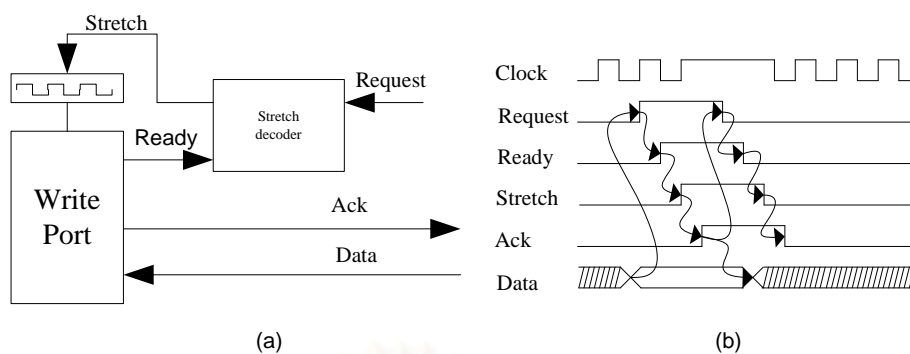 Stretch
Request
Stretch
decoder
Ready
Write
Port
Ack
Data
(a)
Clock
Request
Ready
Stretch
Ack
Data
(b)